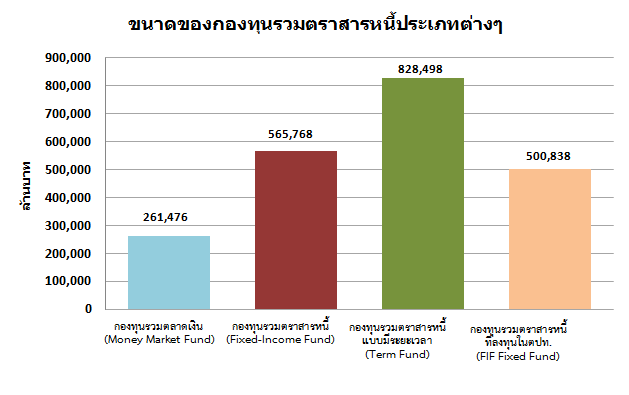 ขนาดของกองทุนรวมตราสารหนี้ประเภทต่างๆ
ล้านบาท
900,000
800,000
700,000
600,000
500,000
400,000
300,000
200,000
100,000
0
261,476
565,768
828,498
500,838
กองทุนรวมตลาดเงิน
(Money Market Fund)
กองทุนรวมตราสารหนี้
(Fixed-Income Fund)
กองทุนรวมตราสารหนี้
แบบมีระยะเวลา
(Term Fund)
กองทุนรวมตราสารหนี้
ที่ลงทุนในตปท.
(FIF Fixed Fund)